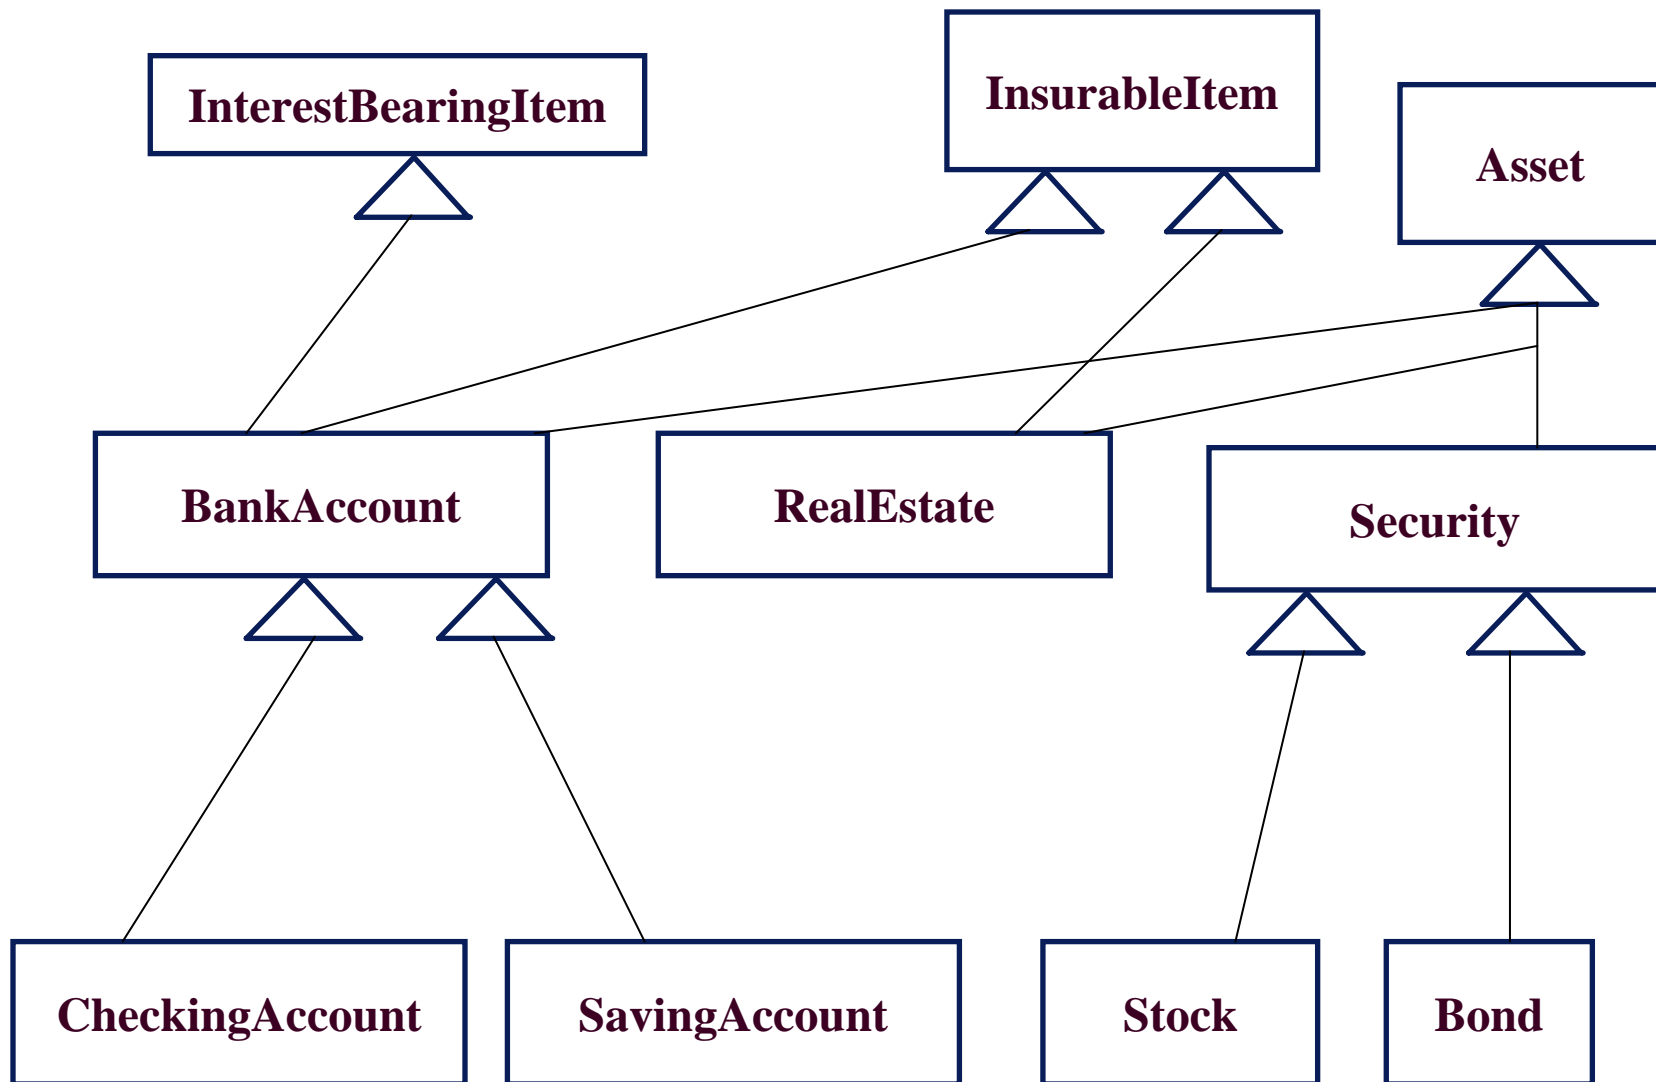 InterestBearingItem
InsurableItem
Asset
BankAccount
RealEstate
Security
CheckingAccount
SavingAccount
Stock
Bond